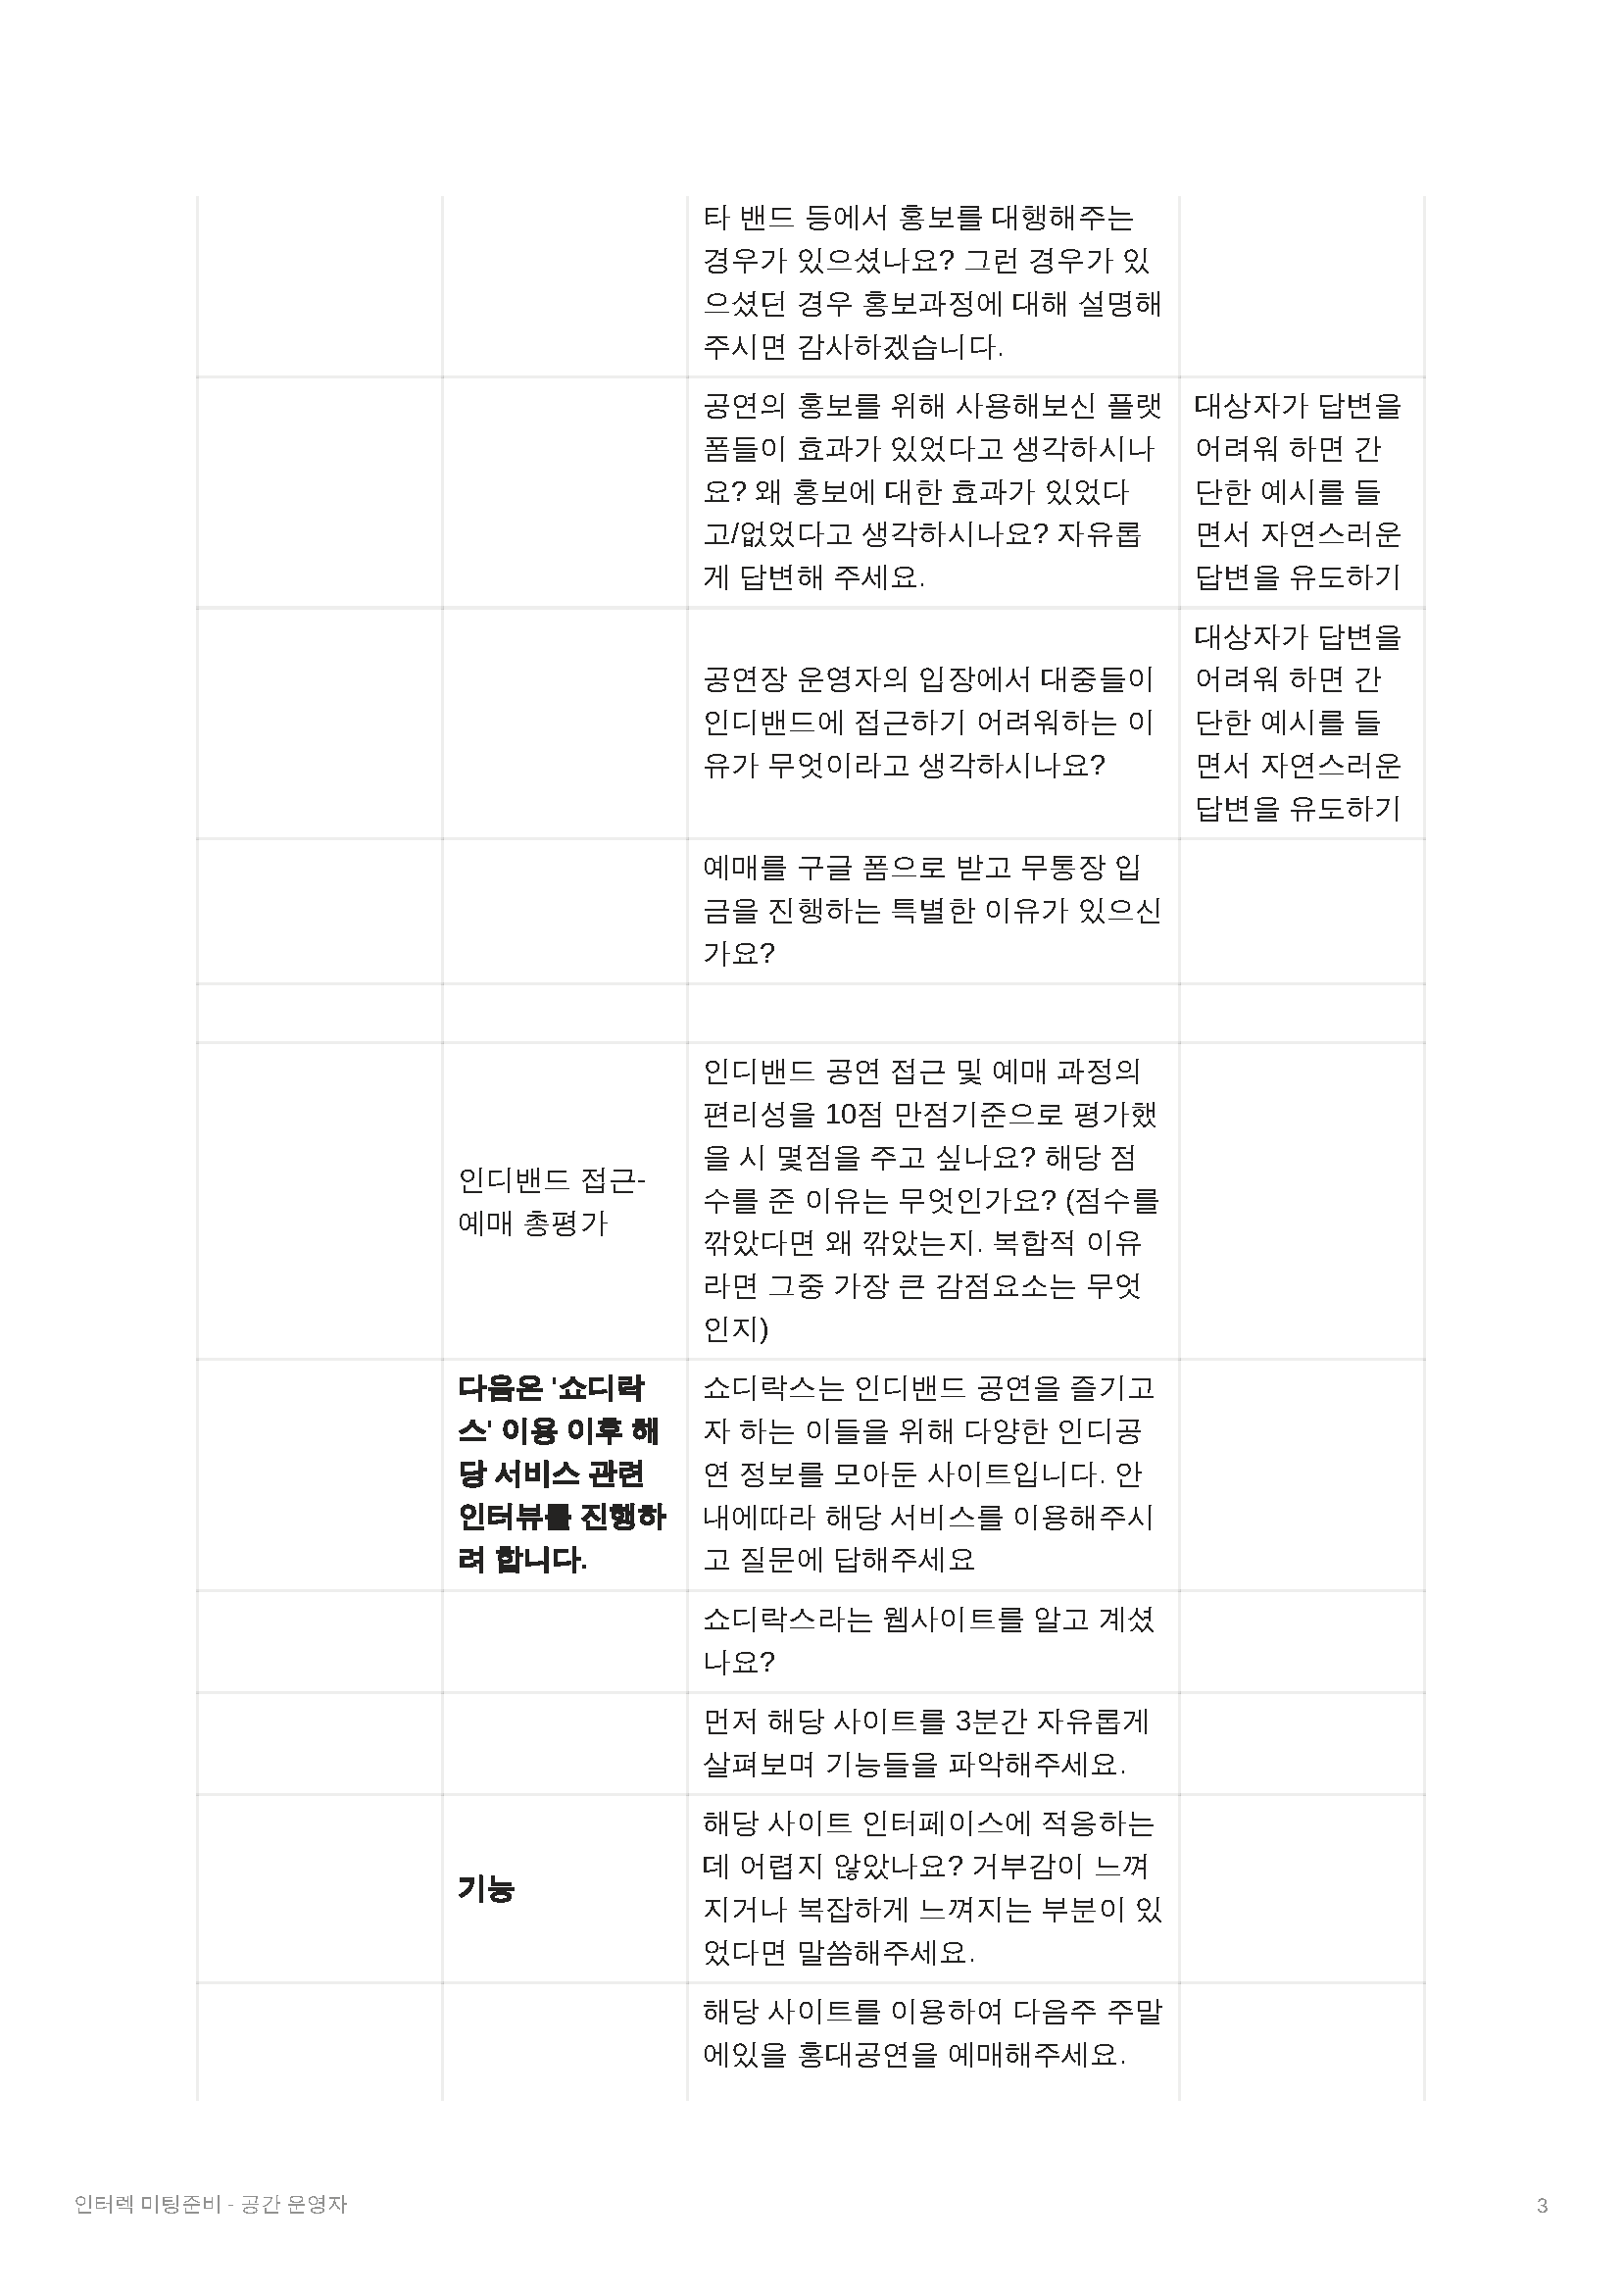 타 밴드 등에서 홍보를 대행해주는
경우가 있으셨나요? 그런 경우가 있
으셨던 경우 홍보과정에 대해 설명해
주시면 감사하겠습니다.
공연의 홍보를 위해 사용해보신 플랫
폼들이 효과가 있었다고 생각하시나
요? 왜 홍보에 대한 효과가 있었다
고/없었다고 생각하시나요? 자유롭
게 답변해 주세요.
대상자가 답변을
어려워 하면 간
단한 예시를 들
면서 자연스러운
답변을 유도하기
공연장 운영자의 입장에서 대중들이
인디밴드에 접근하기 어려워하는 이
유가 무엇이라고 생각하시나요?
대상자가 답변을
어려워 하면 간
단한 예시를 들
면서 자연스러운
답변을 유도하기
예매를 구글 폼으로 받고 무통장 입
금을 진행하는 특별한 이유가 있으신
가요?
인디밴드 접근-
예매 총평가
인디밴드 공연 접근 및 예매 과정의
편리성을 10점 만점기준으로 평가했
을 시 몇점을 주고 싶나요? 해당 점
수를 준 이유는 무엇인가요? (점수를
깎았다면 왜 깎았는지. 복합적 이유
라면 그중 가장 큰 감점요소는 무엇
인지)
다음은 '쇼디락
스' 이용 이후 해
당 서비스 관련
인터뷰를 진행하
려 합니다.
쇼디락스는 인디밴드 공연을 즐기고
자 하는 이들을 위해 다양한 인디공
연 정보를 모아둔 사이트입니다. 안
내에따라 해당 서비스를 이용해주시
고 질문에 답해주세요
쇼디락스라는 웹사이트를 알고 계셨
나요?
먼저 해당 사이트를 3분간 자유롭게
살펴보며 기능들을 파악해주세요.
기능
해당 사이트 인터페이스에 적응하는
데 어렵지 않았나요? 거부감이 느껴
지거나 복잡하게 느껴지는 부분이 있
었다면 말씀해주세요.
해당 사이트를 이용하여 다음주 주말
에있을 홍대공연을 예매해주세요.
인터렉 미팅준비 - 공간 운영자
3